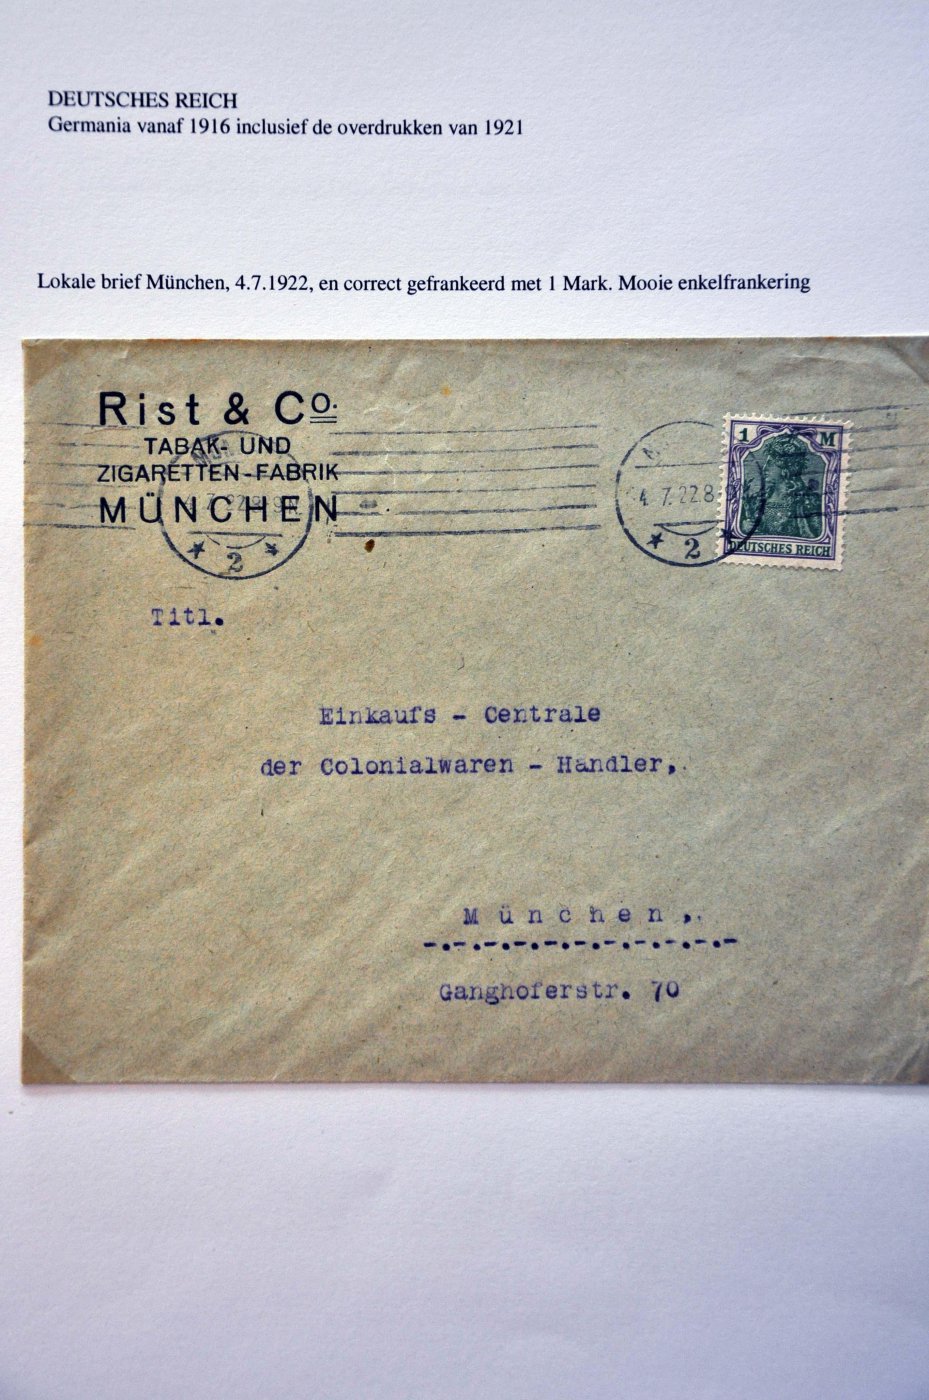 DEUTSCHES REICH
Germania vanaf 1916 inclusief de overdrukken van 1921
Lokale brief München, 4.7.1922, en correct gefrankeerd met 1 Mark. Mooie enkelfrankering
Rist & Co.
TABAK- UND
ZIGARETTEN-FABRIK
MÜNCHEN
2
4.7.22.8
2
1 M
DEUTSCHES REICH
Titl.
Einkaufs - Centrale
der Colonialwaren - Handler,
München,
Ganghoferstr. 70